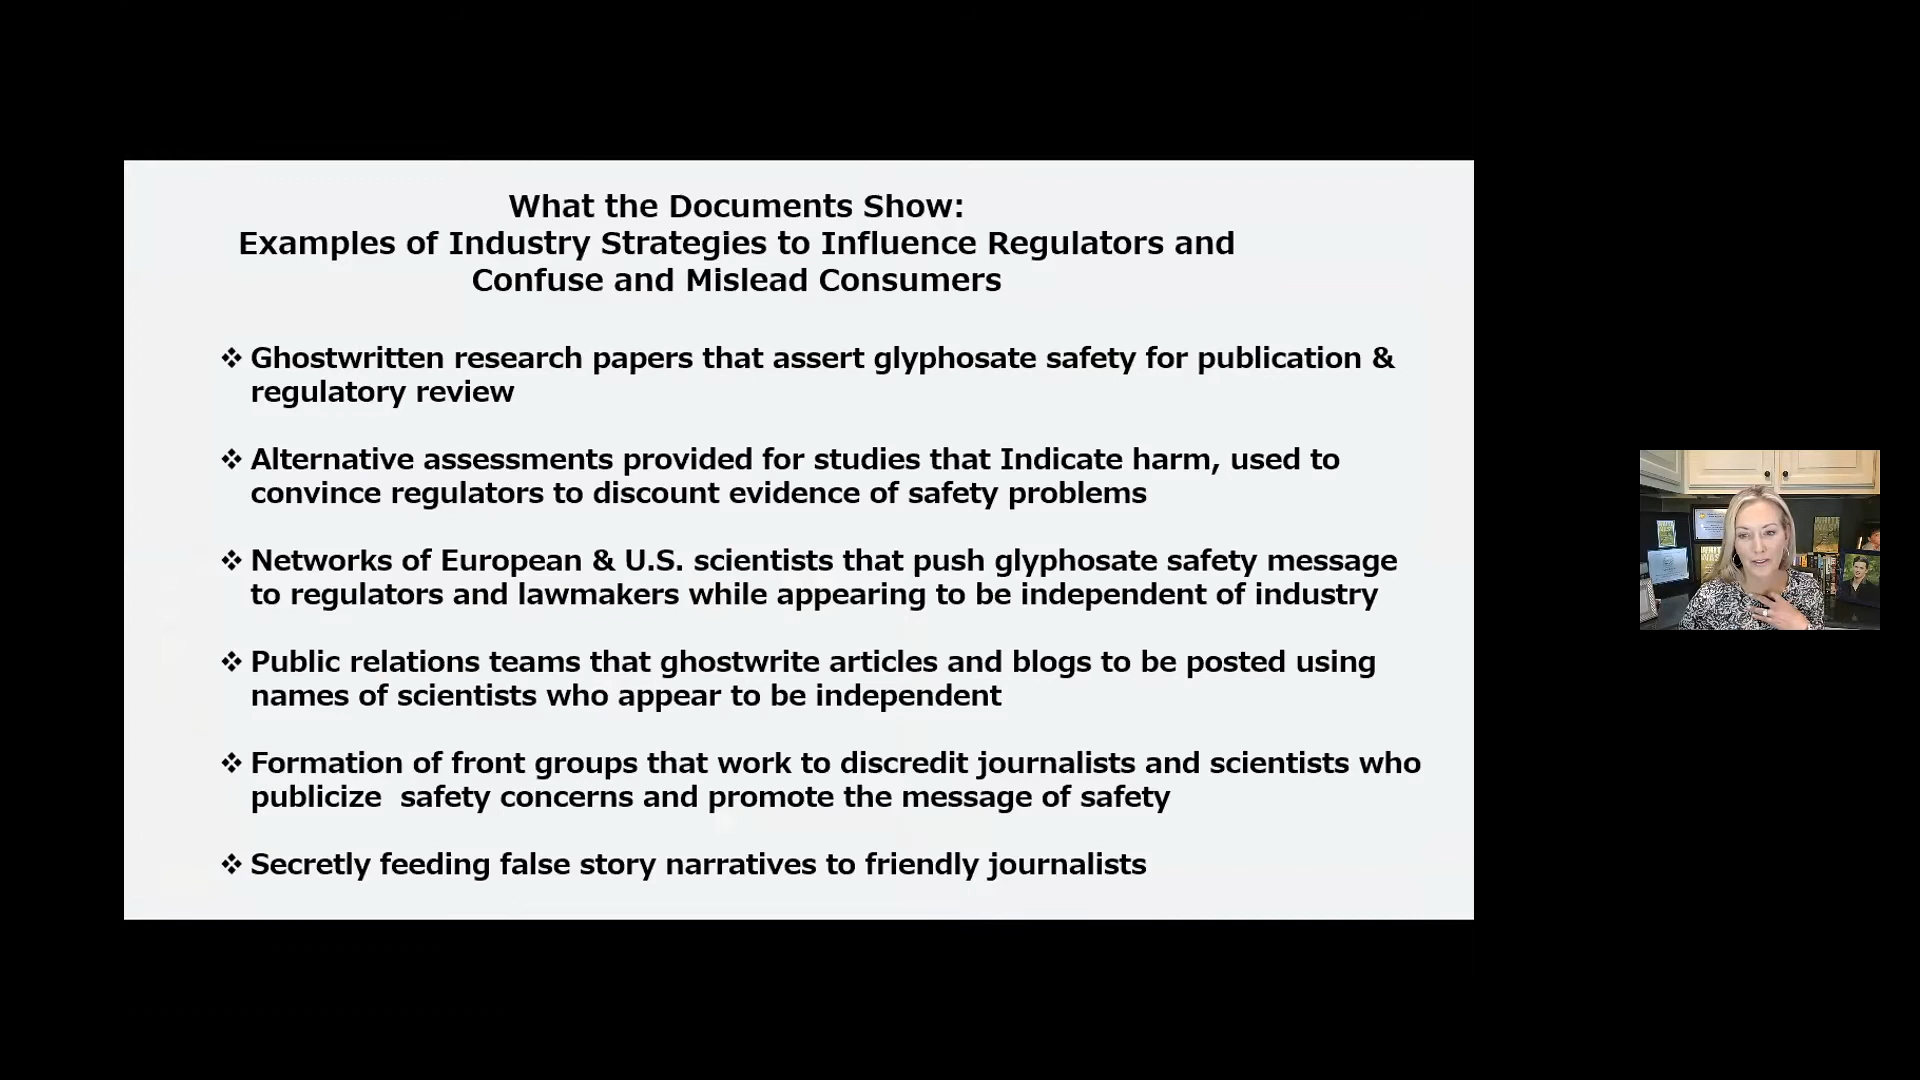 What the Documents Show:
Examples of Industry Strategies to Influence Regulators and
Confuse and Mislead Consumers
❖ Ghostwritten research papers that assert glyphosate safety for publication &
regulatory review
❖ Alternative assessments provided for studies that Indicate harm, used to
convince regulators to discount evidence of safety problems
❖ Networks of European & U.S. scientists that push glyphosate safety message
to regulators and lawmakers while appearing to be independent of industry
❖ Public relations teams that ghostwrite articles and blogs to be posted using
names of scientists who appear to be independent
❖ Formation of front groups that work to discredit journalists and scientists who
publicize  safety concerns and promote the message of safety
❖ Secretly feeding false story narratives to friendly journalists